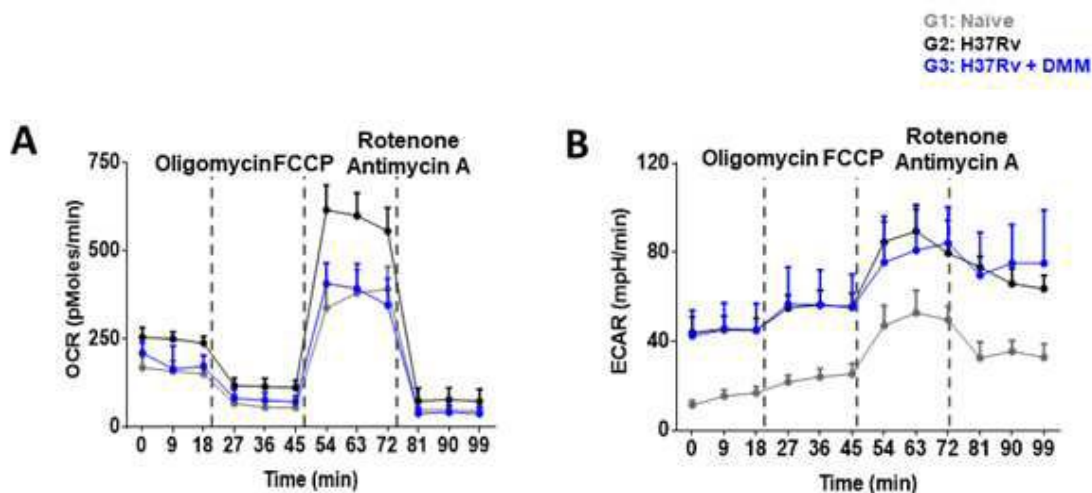 G1: Naïve
G2: H37Rv
G3: H37Rv + DMM
A
Oligomycin FCCP
Rotenone
Antimycin A
OCR (pMoles/min)
750
500
250
0
0 9 18 27 36 45 54 63 72 81 90 99
Time (min)
B
Oligomycin FCCP
Rotenone
Antimycin A
ECAR (mpH/min)
120
80
40
0
0 9 18 27 36 45 54 63 72 81 90 99
Time (min)